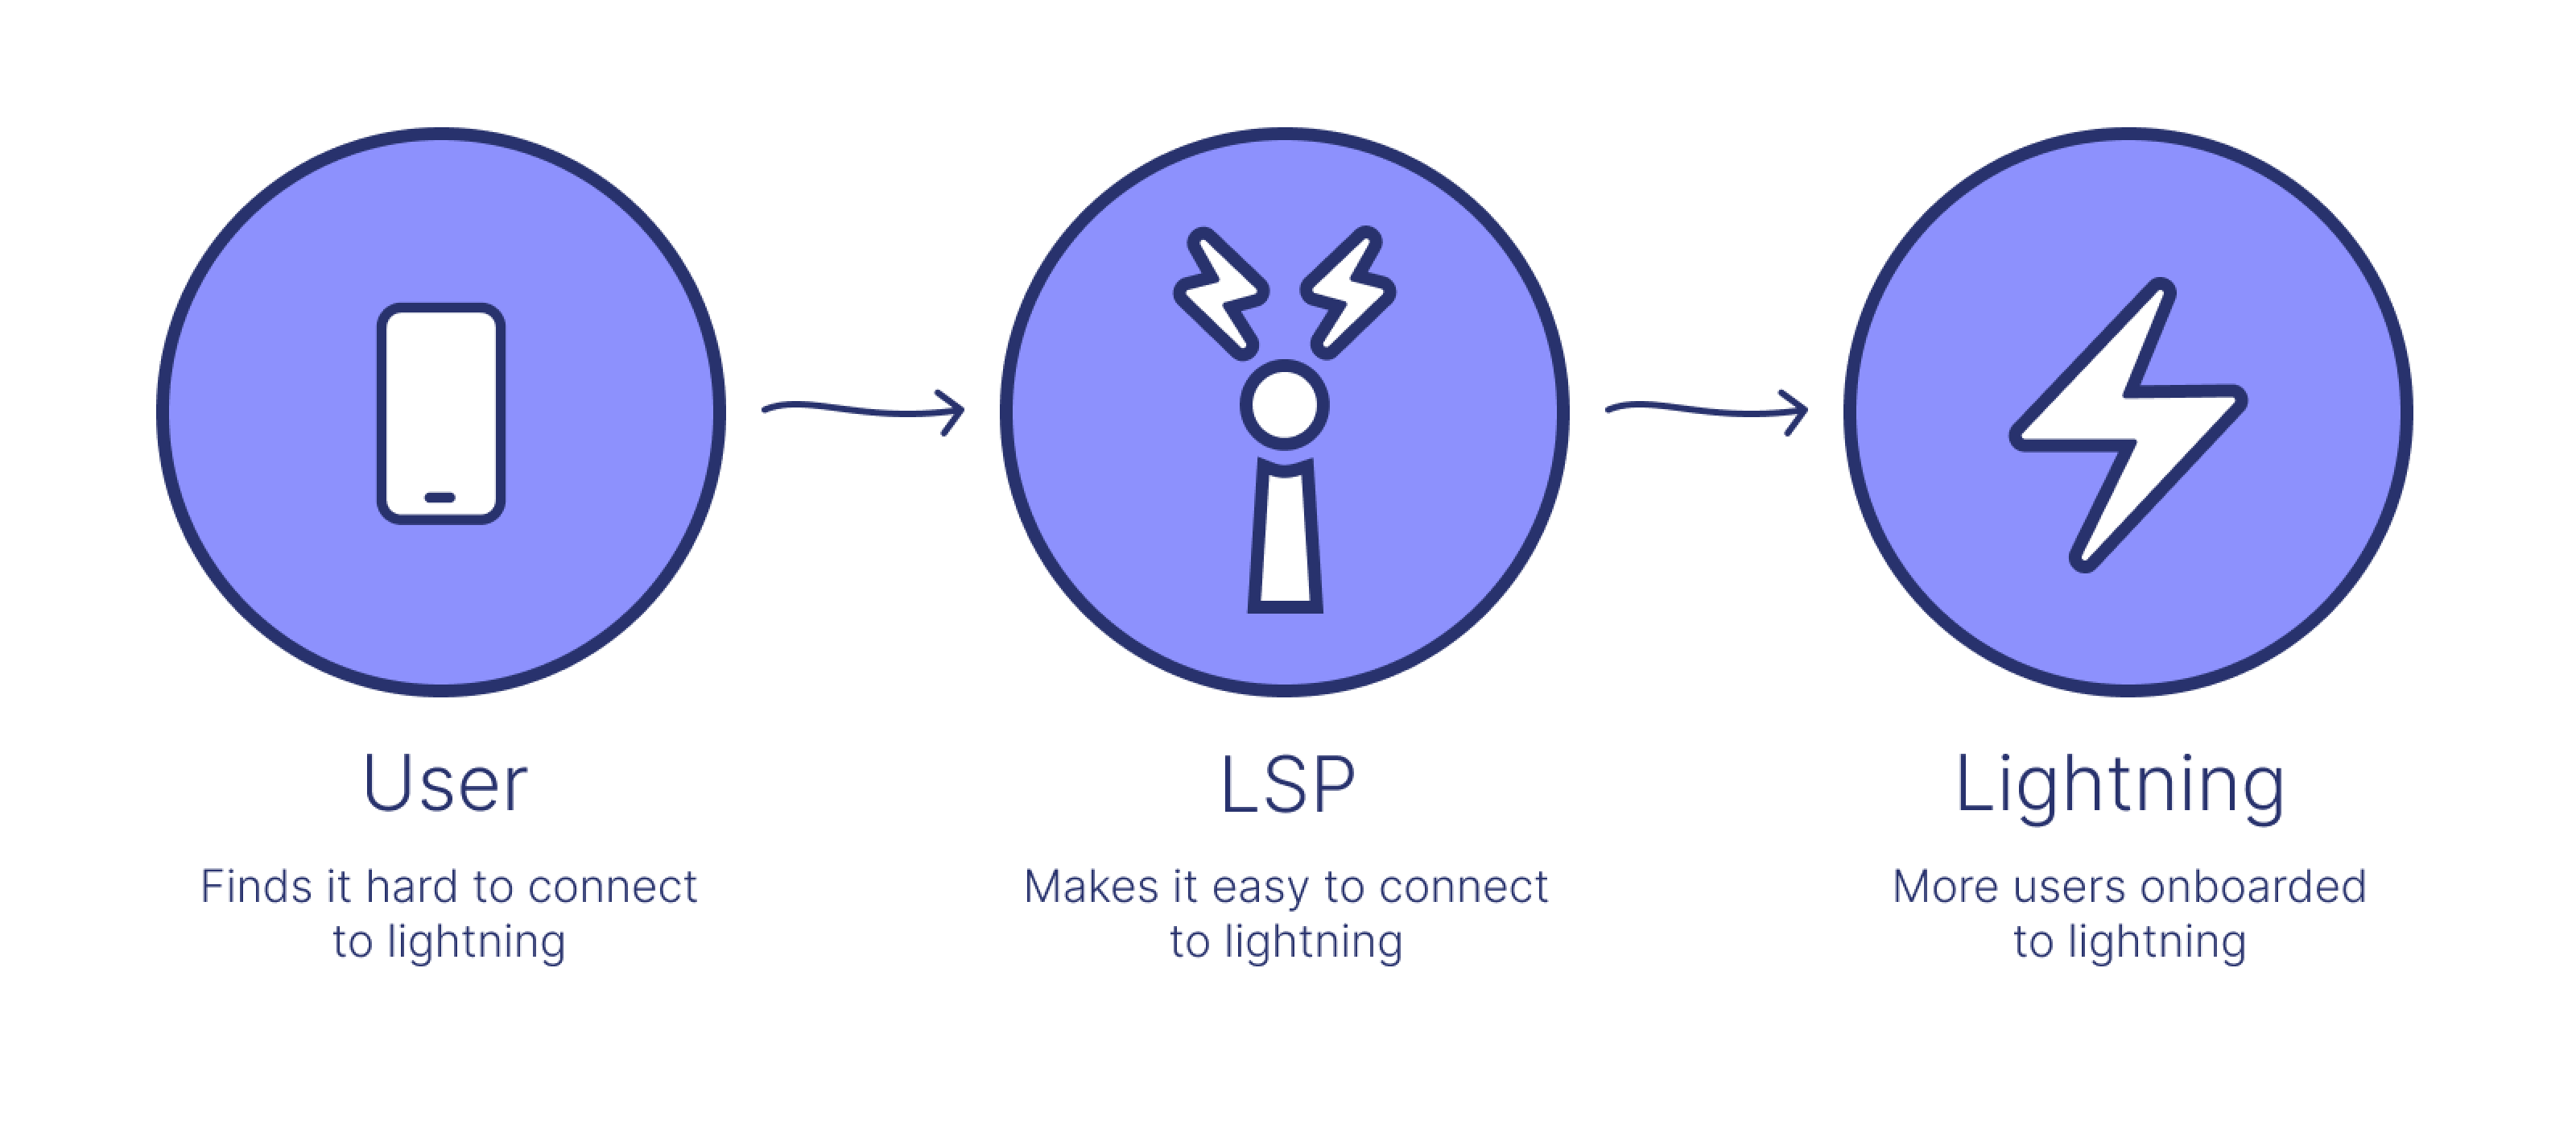 User
Finds it hard to connect
to lightning
LSP
Makes it easy to connect
to lightning
Lightning
More users onboarded
to lightning